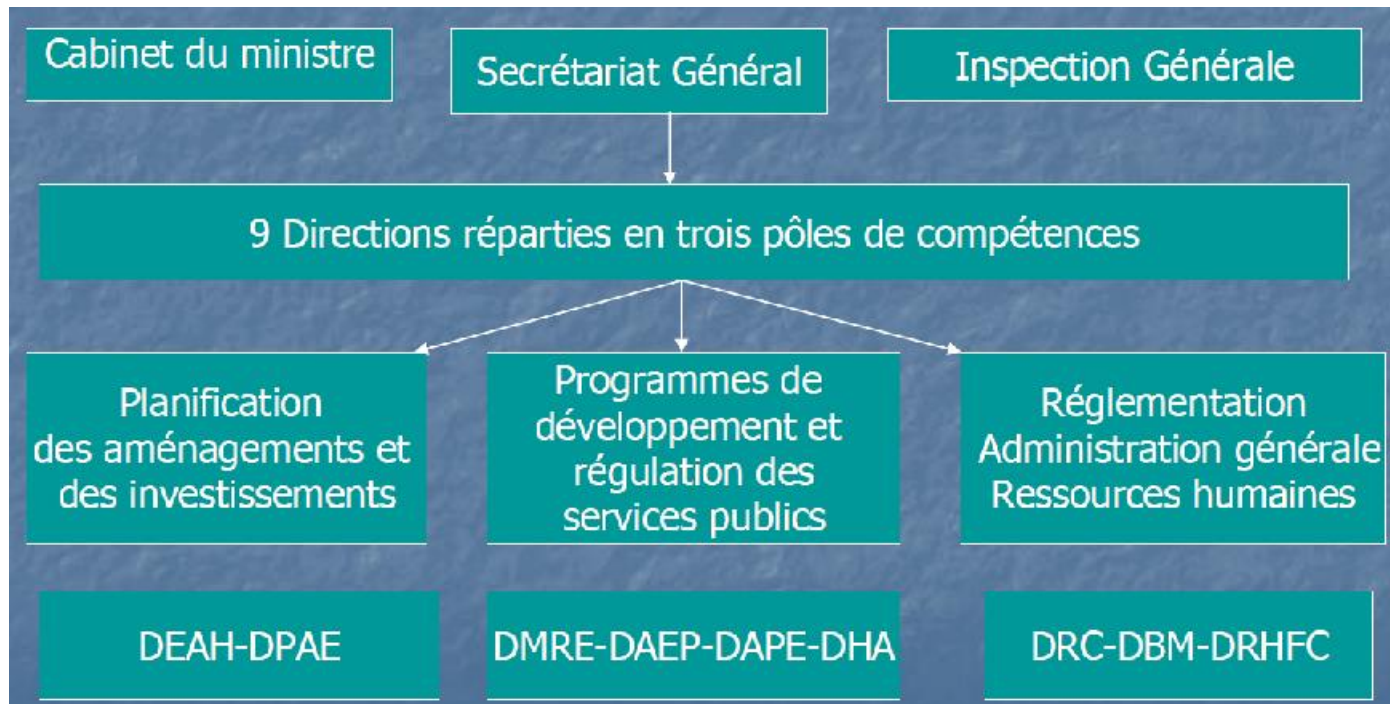 Cabinet du ministre
Secrétariat Général
Inspection Générale
9 Directions réparties en trois pôles de compétences
Planification
des aménagements et
des investissements
Programmes de
développement et
régulation des
services publics
Réglementation
Administration générale
Ressources humaines
DEAH-DPAE
DMRE-DAEP-DAPE-DHA
DRC-DBM-DRHFC